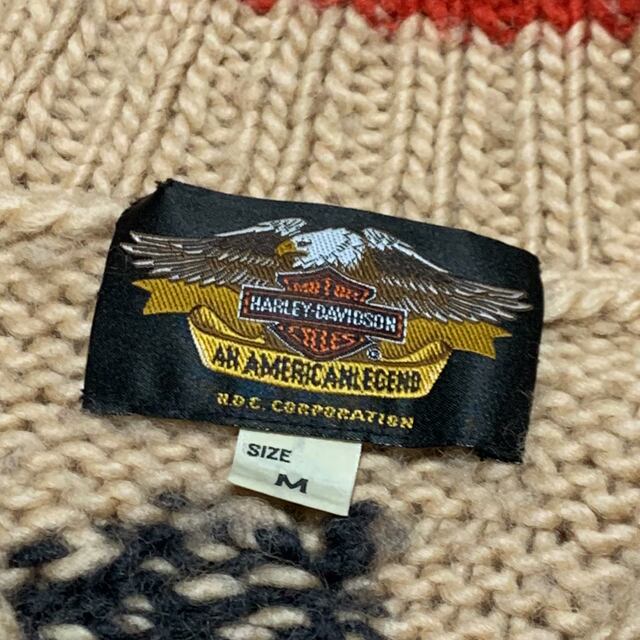 MOTOR
HARLEY-DAVIDSON
CYCLES
®
AN AMERICAN LEGEND
R.D.C. CORPORATION
SIZE
M